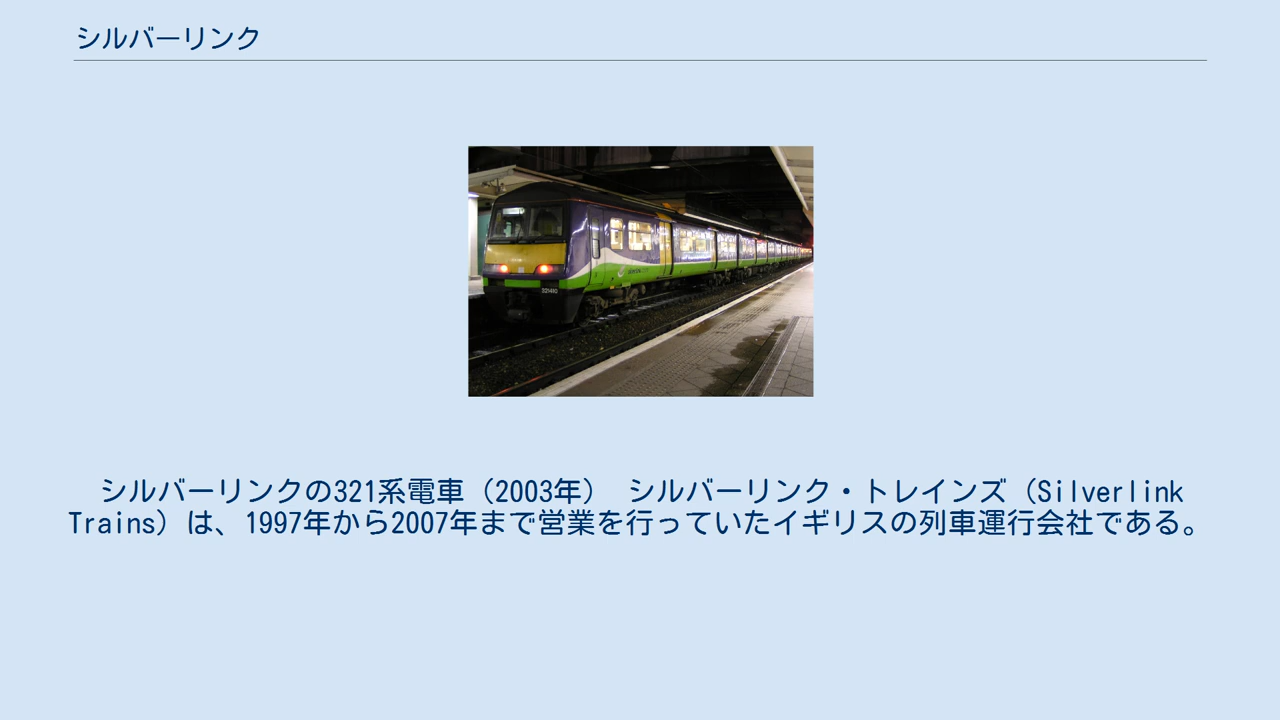 シルバーリンク
321410
シルバーリンクの321系電車（2003年） シルバーリンク・トレインズ（Silverlink
Trains）は、1997年から2007年まで営業を行っていたイギリスの列車運行会社である。